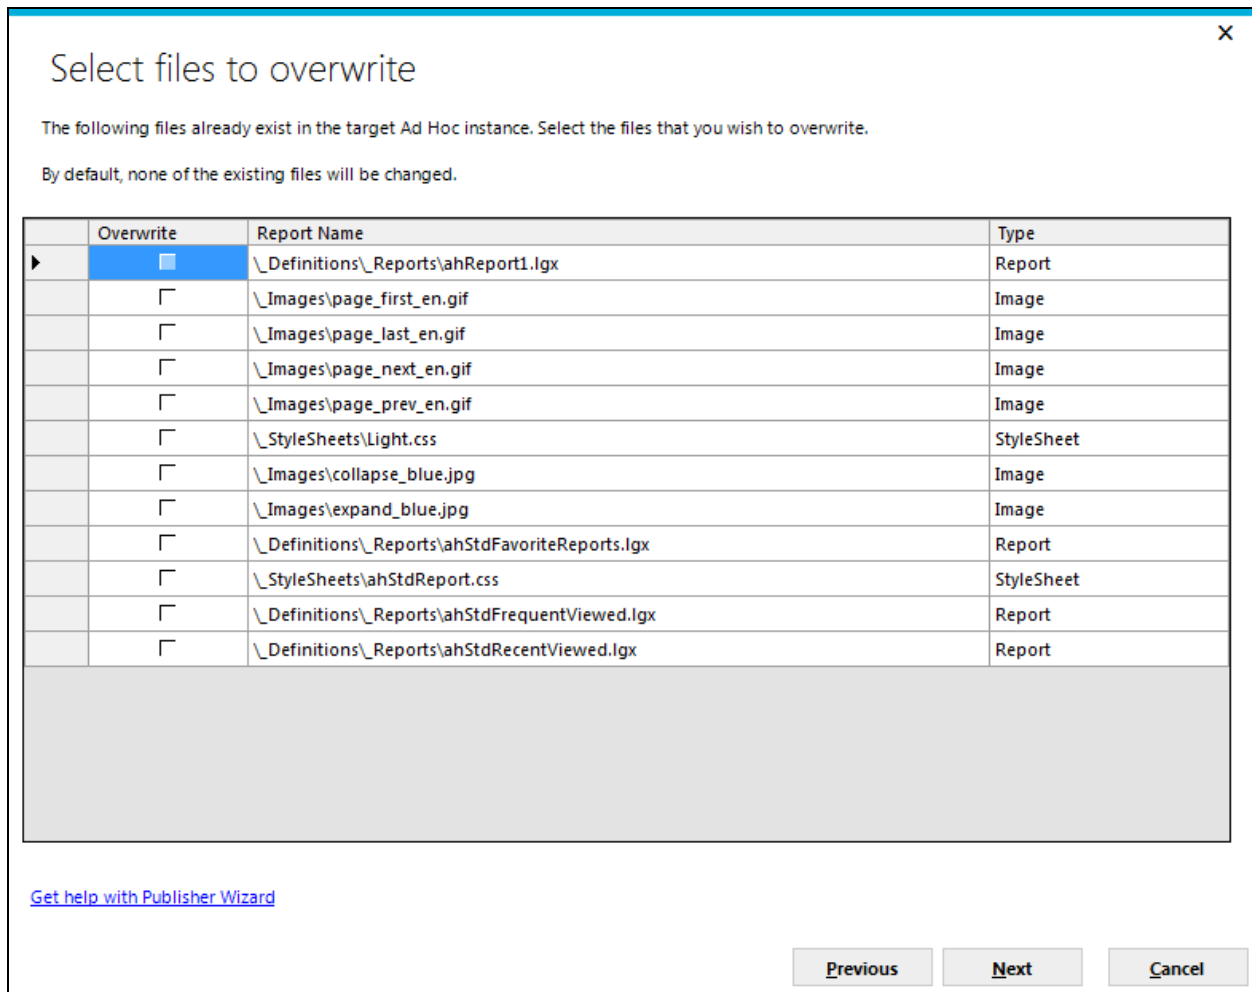 Select files to overwrite
The following files already exist in the target Ad Hoc instance. Select the files that you wish to overwrite.
By default, none of the existing files will be changed.
Overwrite Report Name Type
\_Definitions\_Reports\ahReport1.lgx Report
\_Images\page_first_en.gif Image
\_Images\page_last_en.gif Image
\_Images\page_next_en.gif Image
\_Images\page_prev_en.gif Image
\_StyleSheets\Light.css StyleSheet
\_Images\collapse_blue.jpg Image
\_Images\expand_blue.jpg Image
\_Definitions\_Reports\ahStdFavoriteReports.lgx Report
\_StyleSheets\ahStdReport.css StyleSheet
\_Definitions\_Reports\ahStdFrequentViewed.lgx Report
\_Definitions\_Reports\ahStdRecentViewed.lgx Report
Get help with Publisher Wizard
Previous Next Cancel